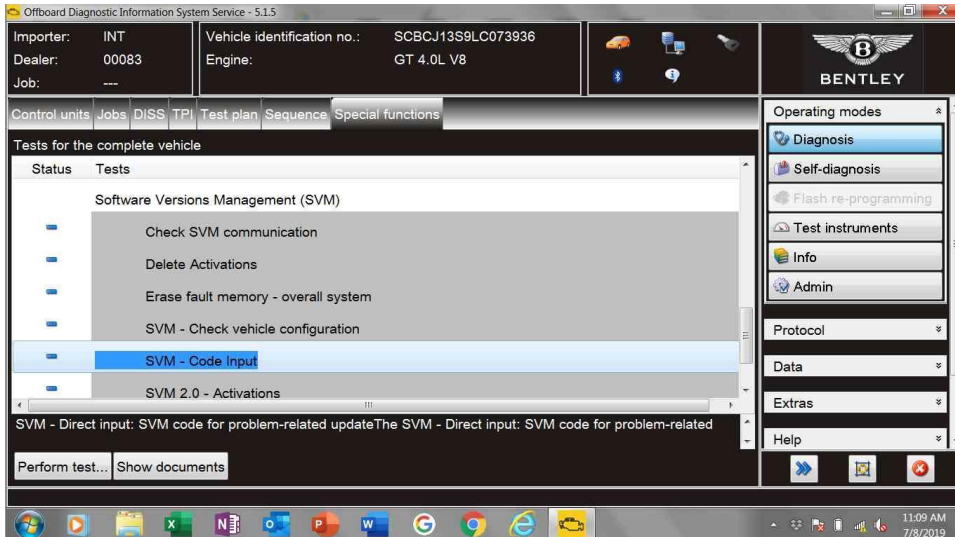 Offboard Diagnostic Information System Service - 5.1.5
Importer: INT
Dealer: 00083
Job: ---
Vehicle identification no.: SCBCJ13S9LC073936
Engine: GT 4.0L V8
B
BENTLEY
Control units Jobs DISS TPI Test plan Sequence Special functions
Tests for the complete vehicle
Status Tests
Software Versions Management (SVM)
Check SVM communication
Delete Activations
Erase fault memory - overall system
SVM - Check vehicle configuration
SVM - Code Input
SVM 2.0 - Activations
SVM - Direct input: SVM code for problem-related updateThe SVM - Direct input: SVM code for problem-related
Perform test... Show documents
Operating modes
Diagnosis
Self-diagnosis
Flash re-programming
Test instruments
Info
Admin
Protocol
Data
Extras
Help
11:09 AM
7/8/2019